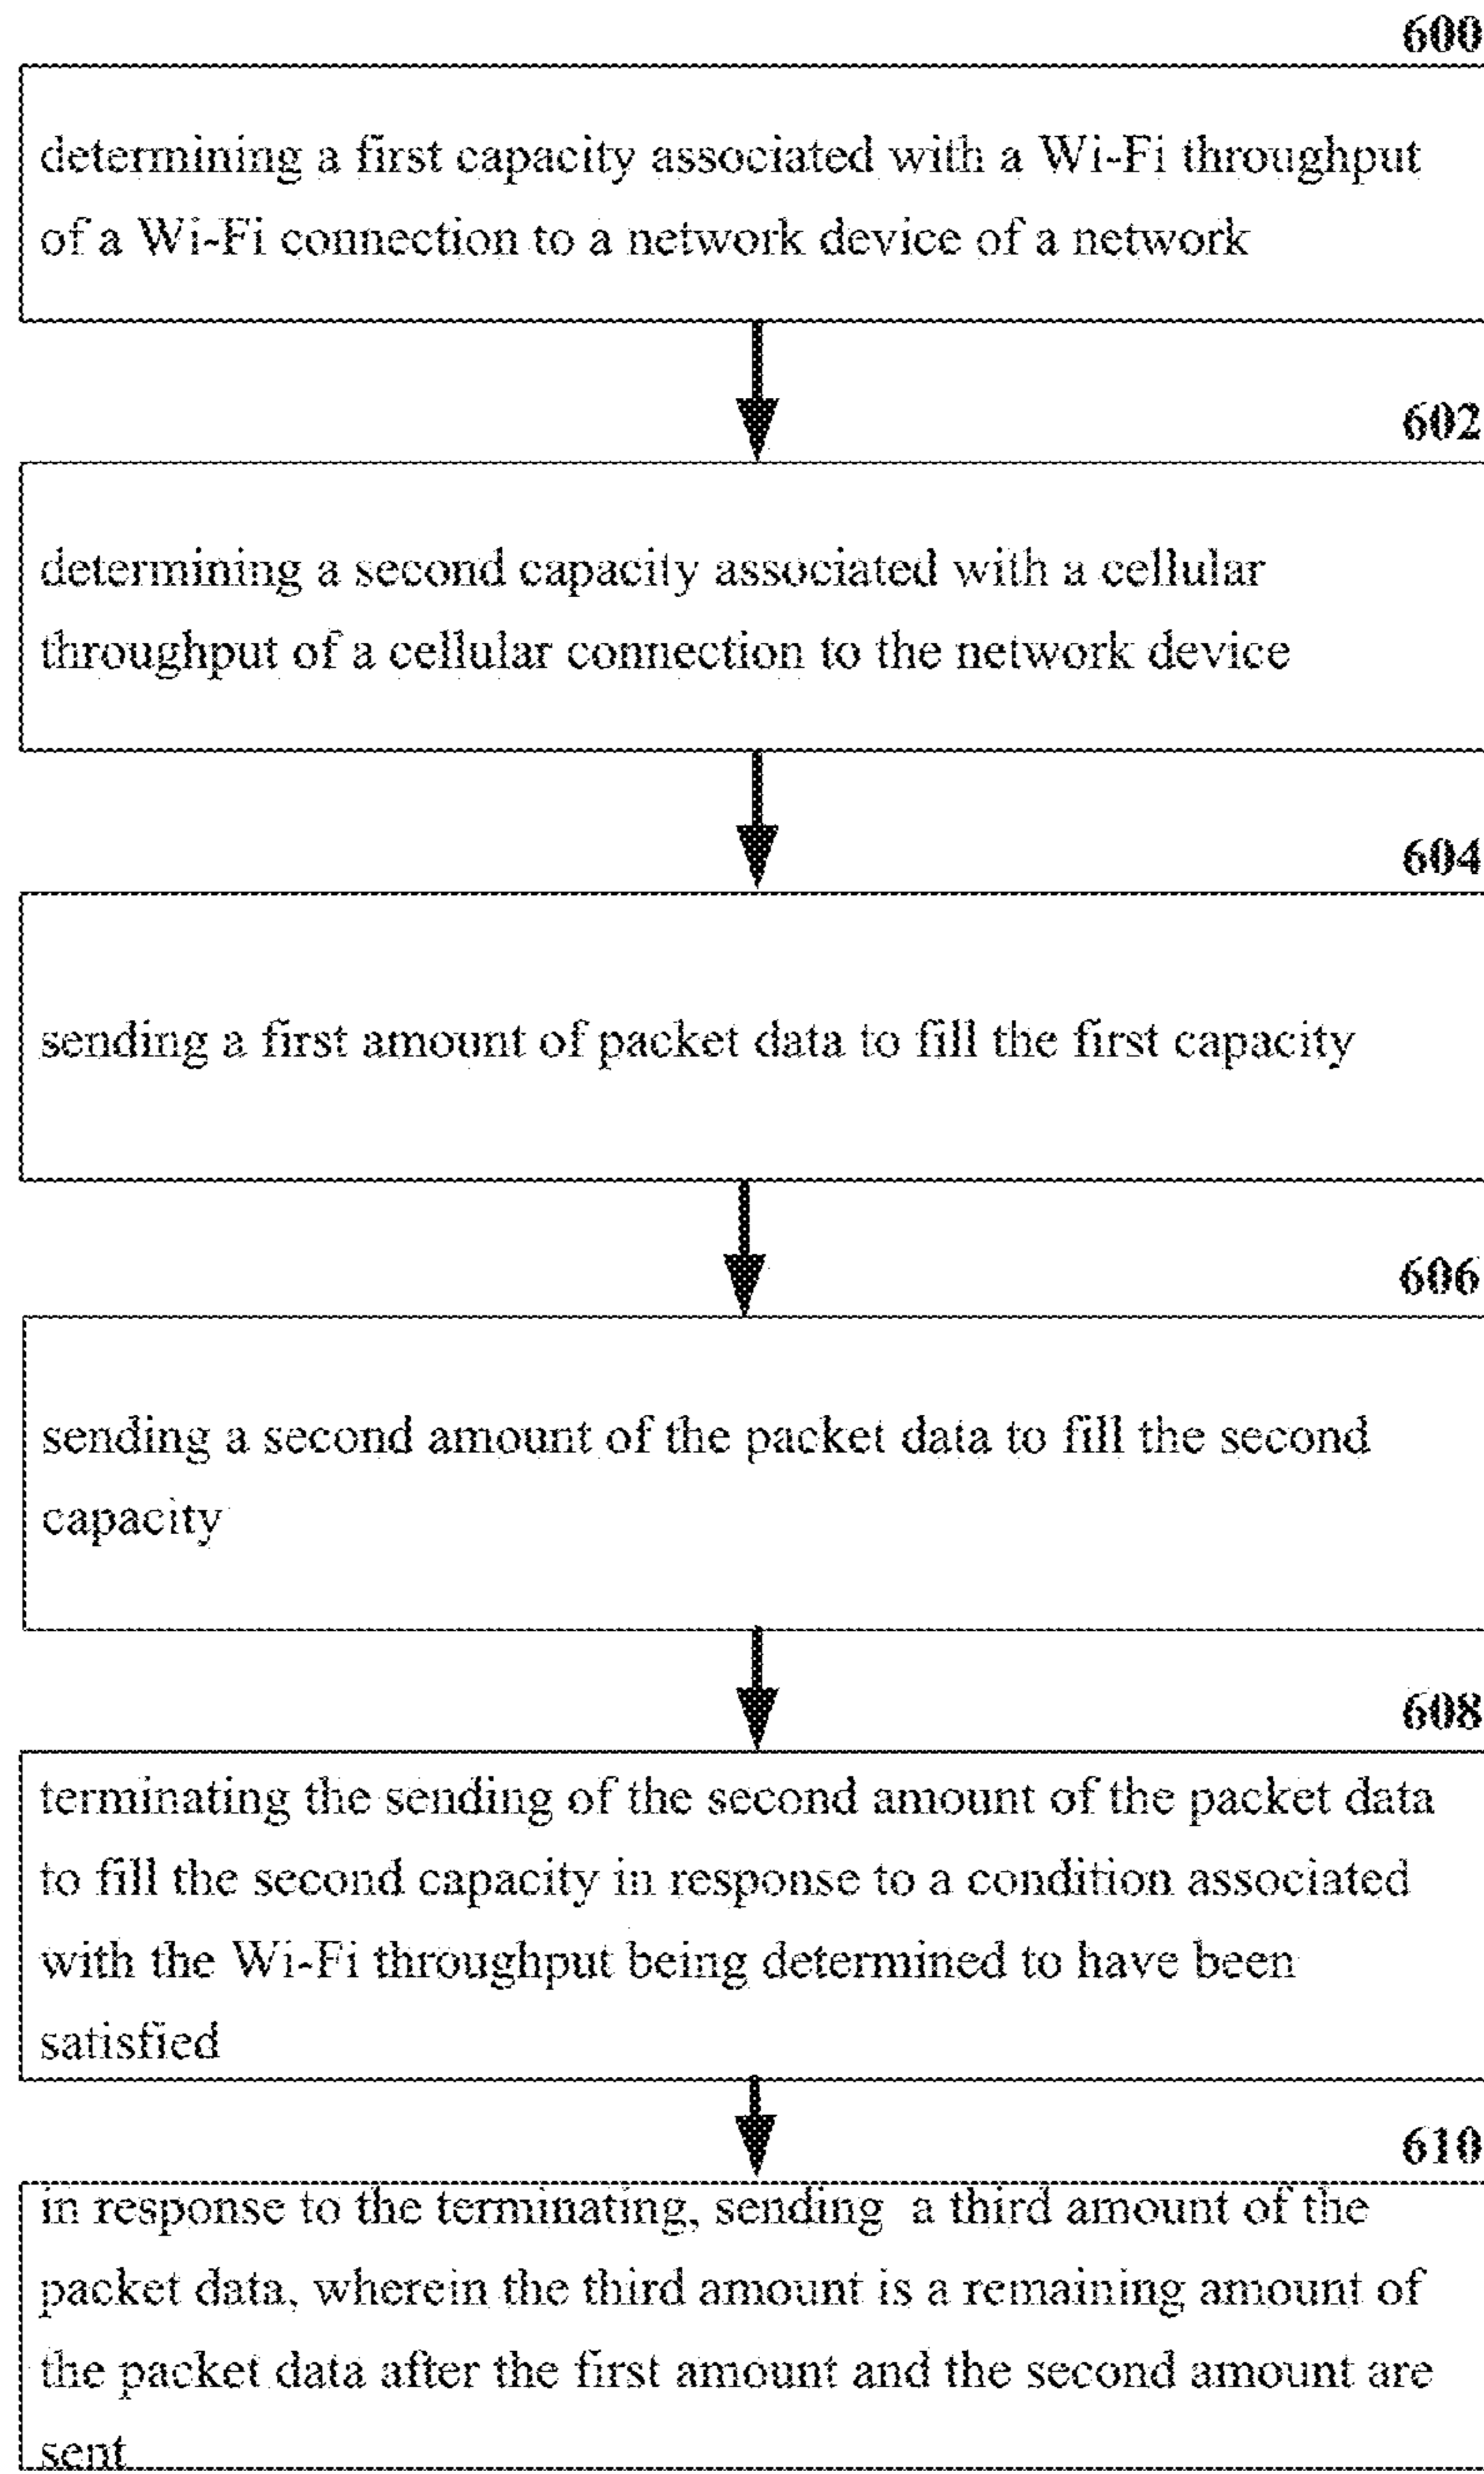 600
determining a first capacity associated with a Wi-Fi throughput
of a Wi-Fi connection to a network device of a network
602
determining a second capacity associated with a cellular
throughput of a cellular connection to the network device
604
sending a first amount of packet data to fill the first capacity
606
sending a second amount of the packet data to fill the second
capacity
608
terminating the sending of the second amount of the packet data
to fill the second capacity in response to a condition associated
with the Wi-Fi throughput being determined to have been
satisfied
610
in response to the terminating, sending a third amount of the
packet data, wherein the third amount is a remaining amount of
the packet data after the first amount and the second amount are
sent